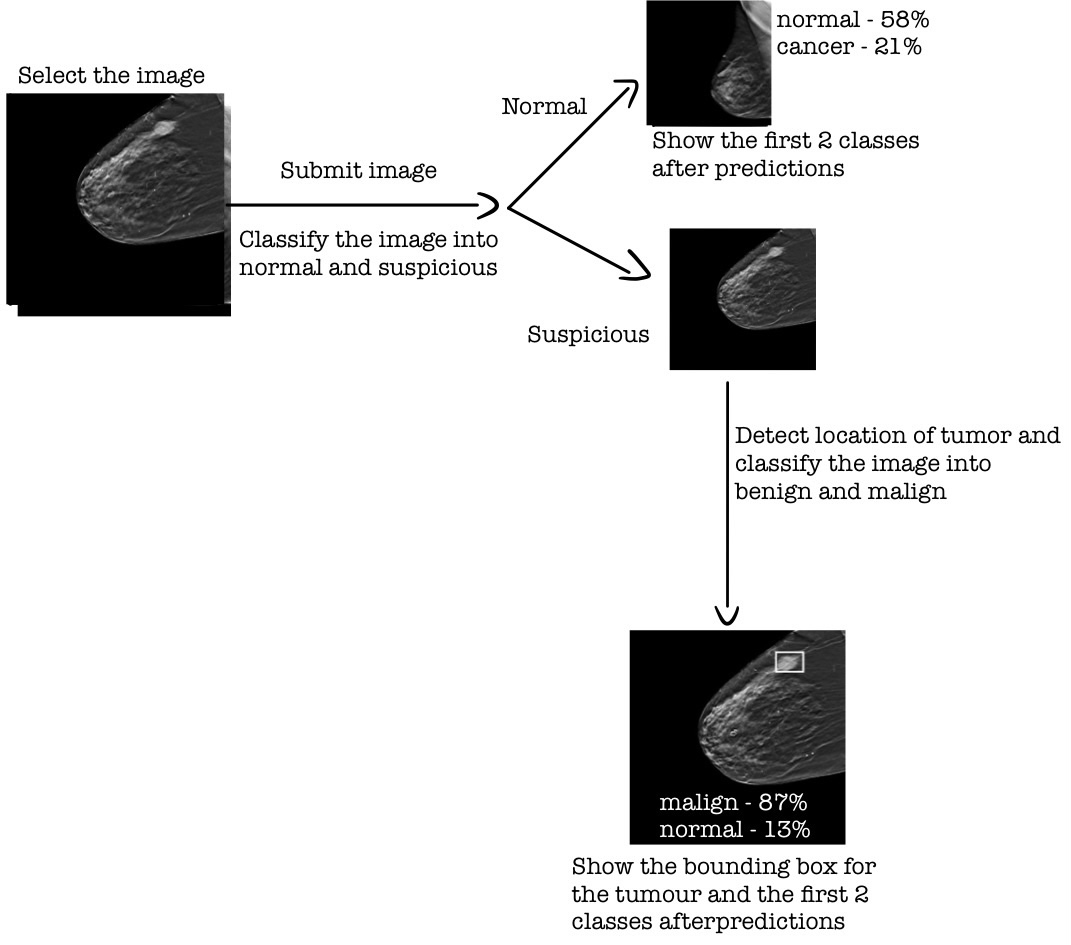 Select the image
Submit image
Classify the image into
normal and suspicious
Normal
normal - 58%
cancer - 21%
Show the first 2 classes
after predictions
Suspicious
Detect location of tumor and
classify the image into
benign and malign
malign - 87%
normal - 13%
Show the bounding box for
the tumour and the first 2
classes afterpredictions